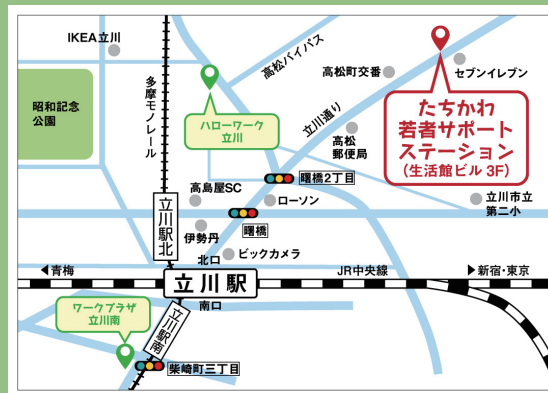 IKEA立川
高松バイパス
高松町交番
セブンイレブン
昭和記念
公園
多摩モノレール
ハローワーク
立川
立川通り
高松
郵便局
たちかわ
若者サポート
ステーション
(生活館ビル 3F)
曙橋2丁目
高島屋SC
ローソン
立川市立
第二小
立川駅北
伊勢丹
曙橋
北口
ビックカメラ
青梅
JR中央線
新宿・東京
立川駅
ワークプラザ
立川南
南口
立川駅南
柴崎町三丁目